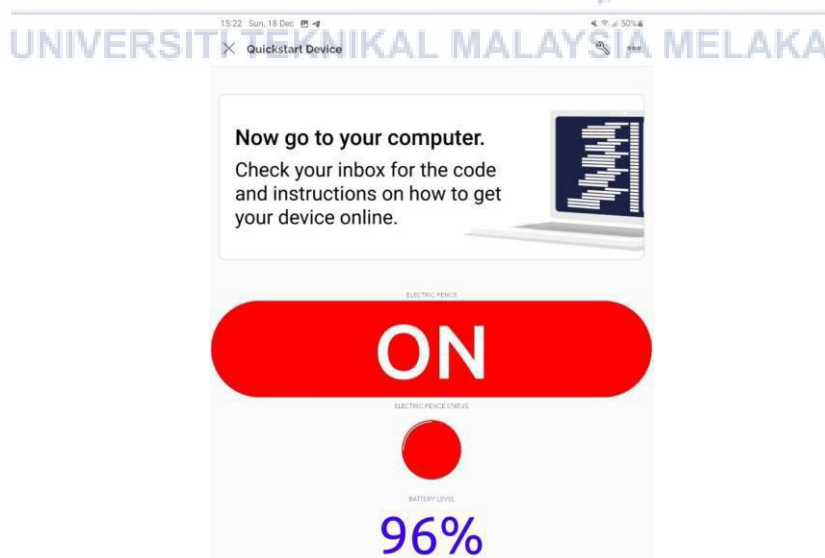 15:22 Sun, 18 Dec 50%
UNIVERSITI TEKNIKAL MALAYSIA MELAKA
Quickstart Device
Now go to your computer.
Check your inbox for the code
and instructions on how to get
your device online.
ELECTRIC FENCE
ON
ELECTRIC FENCE STATUS
BATTERY LEVEL
96%